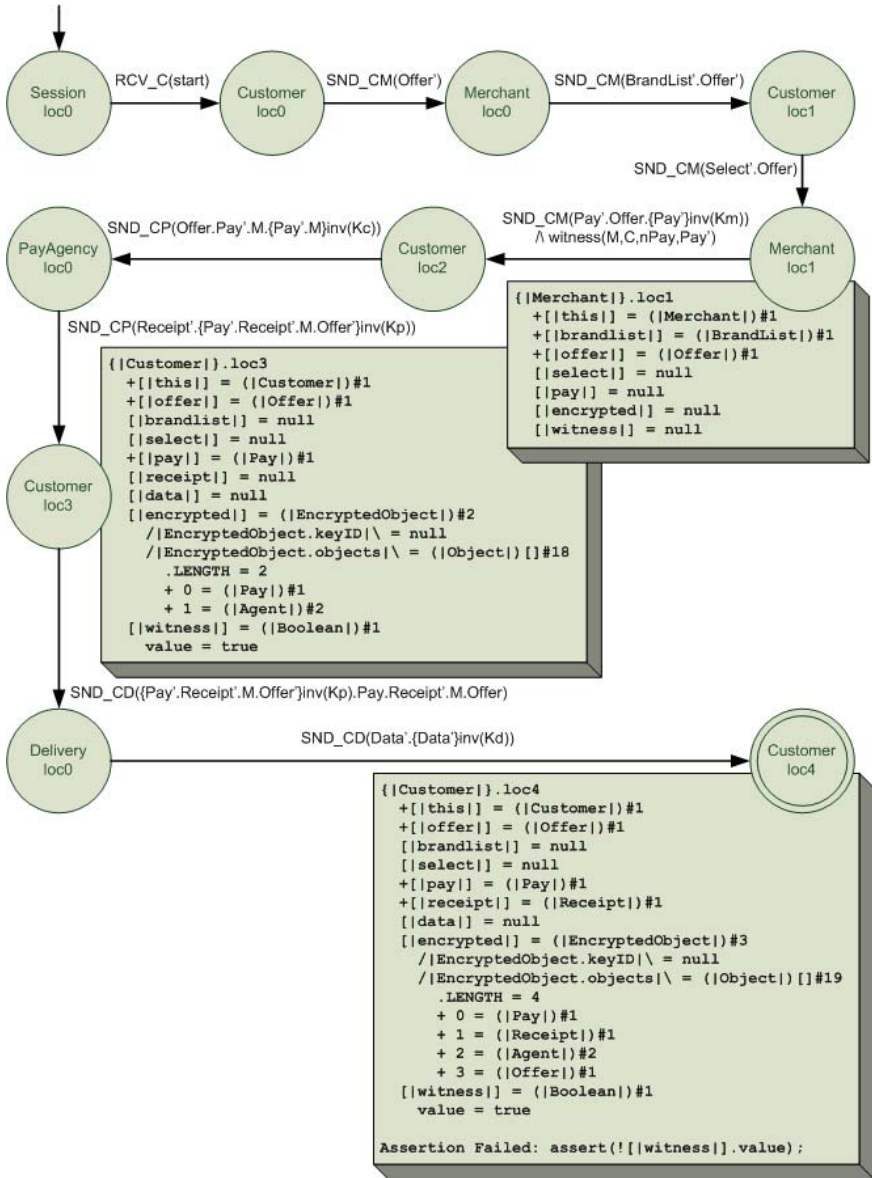 Session
loc0
RCV_C(start)
Customer
loc0
SND_CM(Offer')
Merchant
loc0
SND_CM(BrandList'.Offer')
Customer
loc1
SND_CM(Select'.Offer)
Merchant
loc1
SND_CM(Pay'.Offer.{Pay'}inv(Km))
/\ witness(M,C,nPay,Pay')
Customer
loc2
SND_CP(Offer.Pay'.M.{Pay'.M}inv(Kc))
PayAgency
loc0
{|Merchant|}.loc1
+[|this|] = (|Merchant|)#1
+[|brandlist|] = (|BrandList|)#1
+[|offer|] = (|Offer|)#1
[|select|] = null
[|pay|] = null
[|encrypted|] = null
[|witness|] = null
SND_CP(Receipt'.{Pay'.Receipt'.M.Offer'}inv(Kp))
{|Customer|}.loc3
+[|this|] = (|Customer|)#1
+[|offer|] = (|Offer|)#1
[|brandlist|] = null
[|select|] = null
+[|pay|] = (|Pay|)#1
[|receipt|] = null
[|data|] = null
[|encrypted|] = (|EncryptedObject|)#2
/|EncryptedObject.keyID|\ = null
/|EncryptedObject.objects|\ = (|Object|)[]#18
.LENGTH = 2
+ 0 = (|Pay|)#1
+ 1 = (|Agent|)#2
[|witness|] = (|Boolean|)#1
value = true
Customer
loc3
SND_CD({Pay'.Receipt'.M.Offer'}inv(Kp).Pay.Receipt'.M.Offer)
Delivery
loc0
SND_CD(Data'.{Data'}inv(Kd))
Customer
loc4
{|Customer|}.loc4
+[|this|] = (|Customer|)#1
+[|offer|] = (|Offer|)#1
[|brandlist|] = null
[|select|] = null
+[|pay|] = (|Pay|)#1
+[|receipt|] = (|Receipt|)#1
[|data|] = null
[|encrypted|] = (|EncryptedObject|)#3
/|EncryptedObject.keyID|\ = null
/|EncryptedObject.objects|\ = (|Object|)[]#19
.LENGTH = 4
+ 0 = (|Pay|)#1
+ 1 = (|Receipt|)#1
+ 2 = (|Agent|)#2
+ 3 = (|Offer|)#1
[|witness|] = (|Boolean|)#1
value = true
Assertion Failed: assert(![|witness|].value);